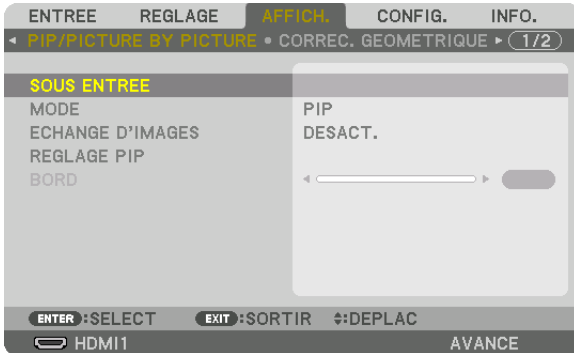 ENTREE REGLAGE AFFICH. CONFIG. INFO.
PIP/PICTURE BY PICTURE • CORREC. GEOMETRIQUE 1/2
SOUS ENTREE
MODE PIP
ECHANGE D'IMAGES DESACT.
REGLAGE PIP
BORD
ENTER :SELECT EXIT :SORTIR :DEPLAC
HDMI1 AVANCE